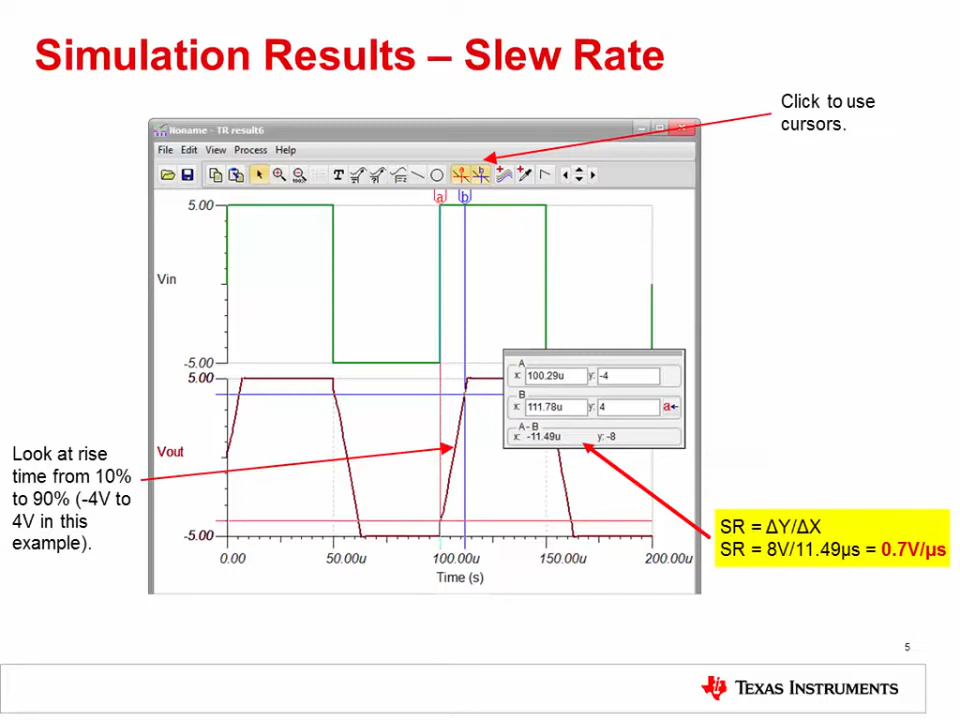 Simulation Results – Slew Rate
Click to use
cursors.
Noname - TR result6
File Edit View Process Help
T
a b
5.00
Vin
-5.00
5.00
Vout
-5.00
0.00 50.00u 100.00u 150.00u 200.00u
Time (s)
A
x: 100.29u y: -4
B
x: 111.78u y: 4
a
A - B
x: -11.49u y: -8
Look at rise
time from 10%
to 90% (-4V to
4V in this
example).
SR = ΔY/ΔX
SR = 8V/11.49µs = 0.7V/µs
5
TEXAS INSTRUMENTS